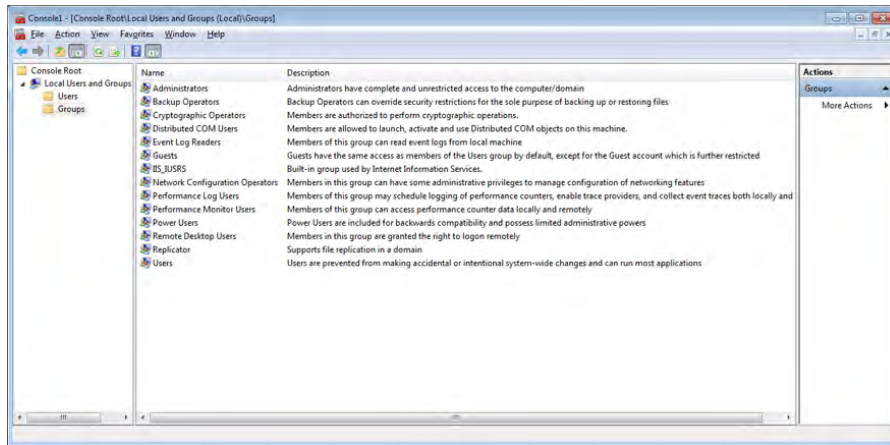 Console1 - [Console Root\Local Users and Groups (Local)\Groups]
File Action View Favorites Window Help
Console Root
Local Users and Groups
Users
Groups
Name Description
Administrators Administrators have complete and unrestricted access to the computer/domain
Backup Operators Backup Operators can override security restrictions for the sole purpose of backing up or restoring files
Cryptographic Operators Members are authorized to perform cryptographic operations.
Distributed COM Users Members are allowed to launch, activate and use Distributed COM objects on this machine.
Event Log Readers Members of this group can read event logs from local machine
Guests Guests have the same access as members of the Users group by default, except for the Guest account which is further restricted
IIS_IUSRS Built-in group used by Internet Information Services.
Network Configuration Operators Members in this group can have some administrative privileges to manage configuration of networking features
Performance Log Users Members of this group may schedule logging of performance counters, enable trace providers, and collect event traces both locally and
Performance Monitor Users Members of this group can access performance counter data locally and remotely
Power Users Power Users are included for backwards compatibility and possess limited administrative powers
Remote Desktop Users Members in this group are granted the right to logon remotely
Replicator Supports file replication in a domain
Users Users are prevented from making accidental or intentional system-wide changes and can run most applications
Actions
Groups
More Actions